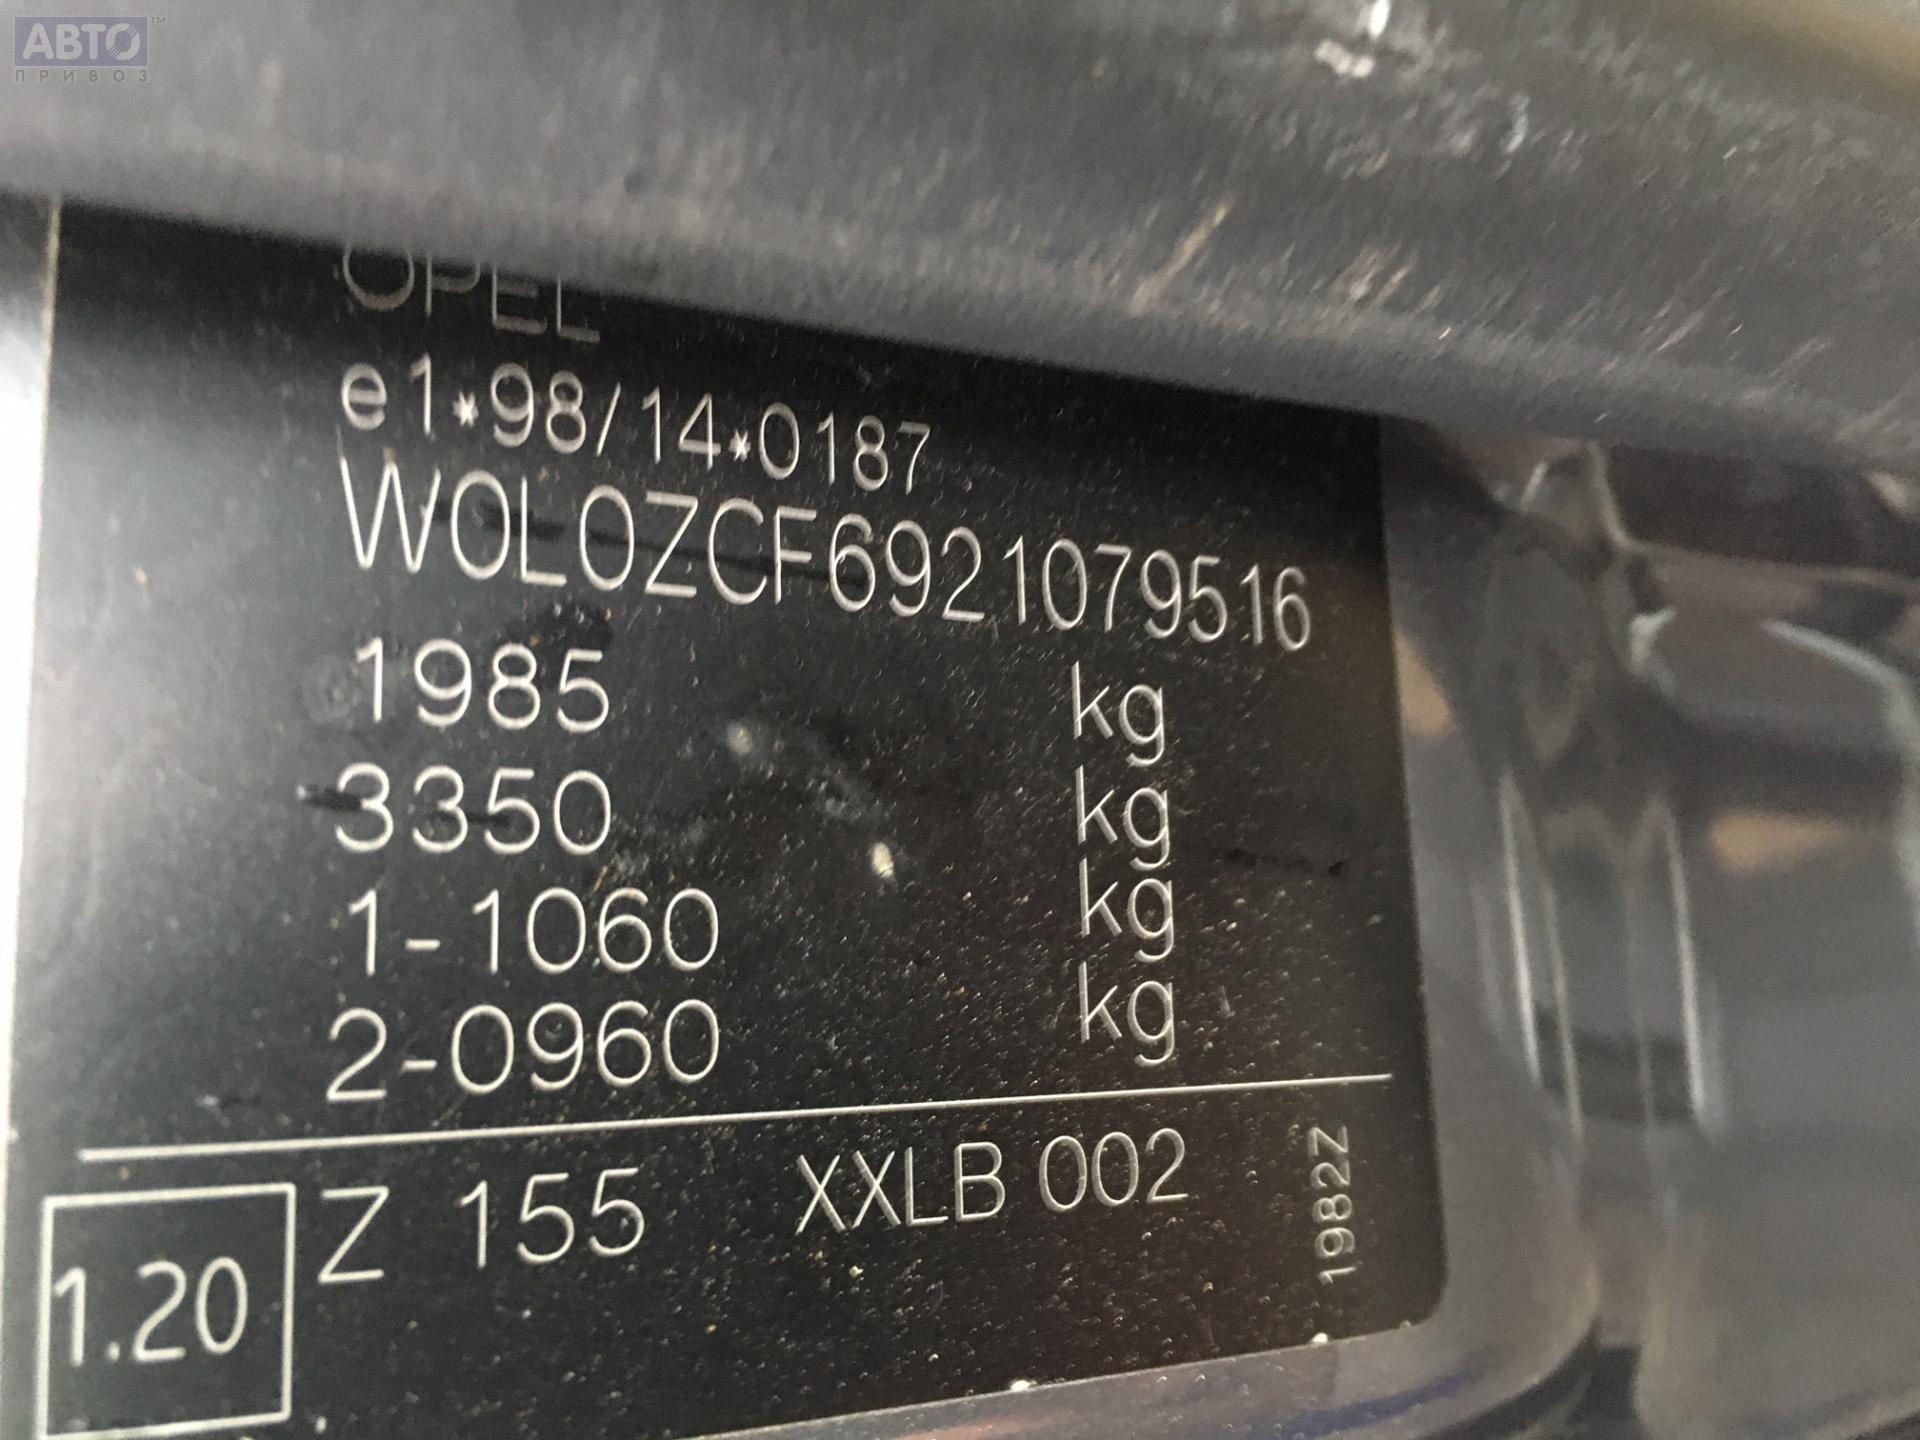 АВТО™
ПРИВОЗ
OPEL
e1*98/14*0187
W0L0ZCF6921079516
1985 kg
3350 kg
1-1060 kg
2-0960 kg
1.20 Z 155 XXLB 002 1982Z